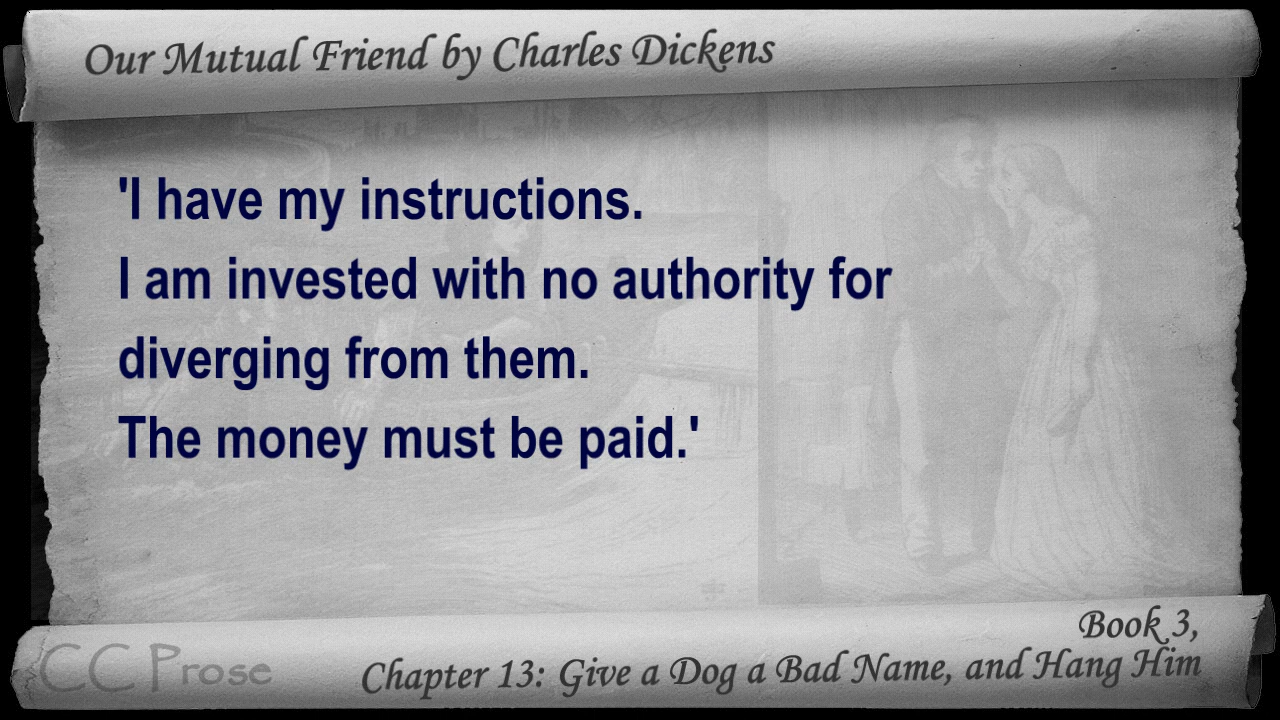 Our Mutual Friend by Charles Dickens
'I have my instructions.
I am invested with no authority for
diverging from them.
The money must be paid.'
Book 3,
Chapter 13: Give a Dog a Bad Name, and Hang Him
CC Prose